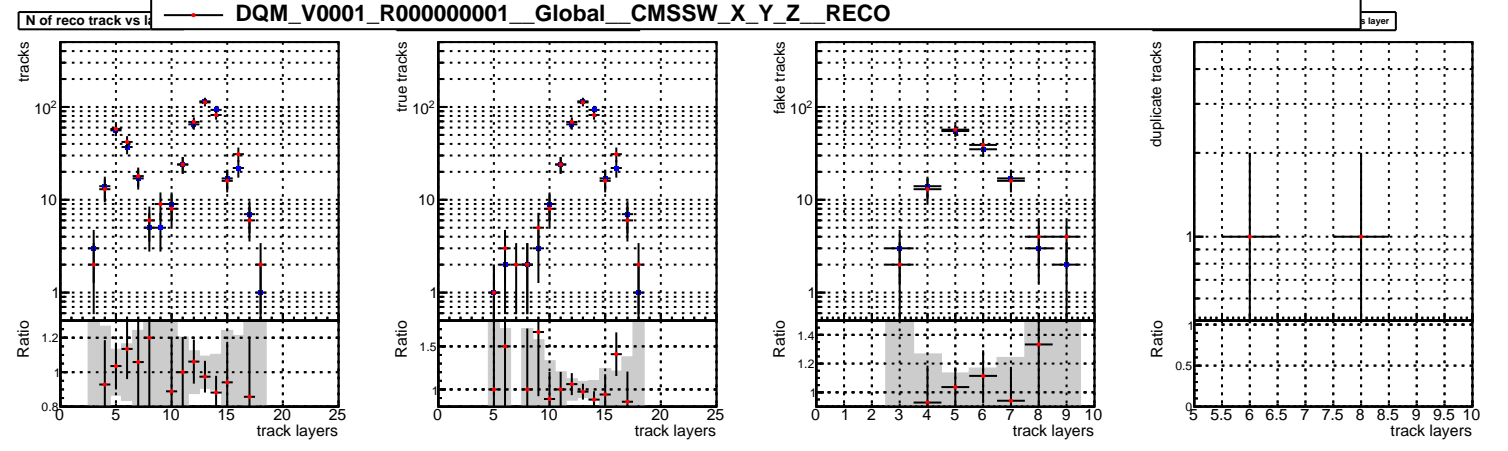 DQM_V0001_R000000001__Global__CMSSW_X_Y_Z__RECO
N of reco track vs la
s layer
tracks
10²
10
1
Ratio
1.2
1
0.8
0 5 10 15 20 25
track layers
true tracks
10²
10
1
Ratio
1.5
1
0 5 10 15 20 25
track layers
fake tracks
10²
10
1
Ratio
1.4
1.2
1
0 1 2 3 4 5 6 7 8 9 10
track layers
duplicate tracks
1
Ratio
1
0.5
0
5 5.5 6 6.5 7 7.5 8 8.5 9 9.5 10
track layers